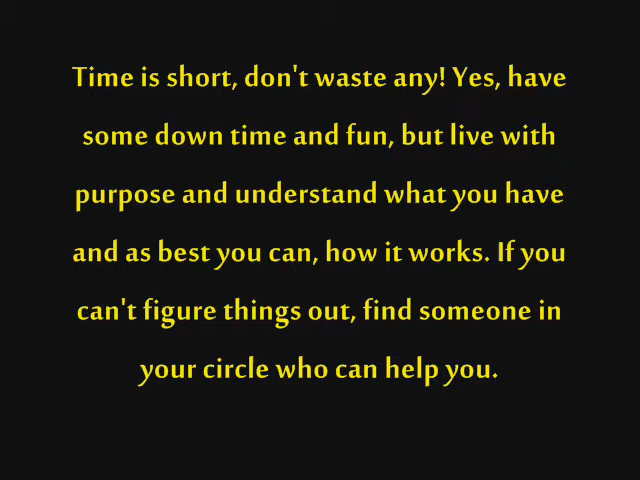 Time is short, don't waste any! Yes, have
some down time and fun, but live with
purpose and understand what you have
and as best you can, how it works. If you
can't figure things out, find someone in
your circle who can help you.